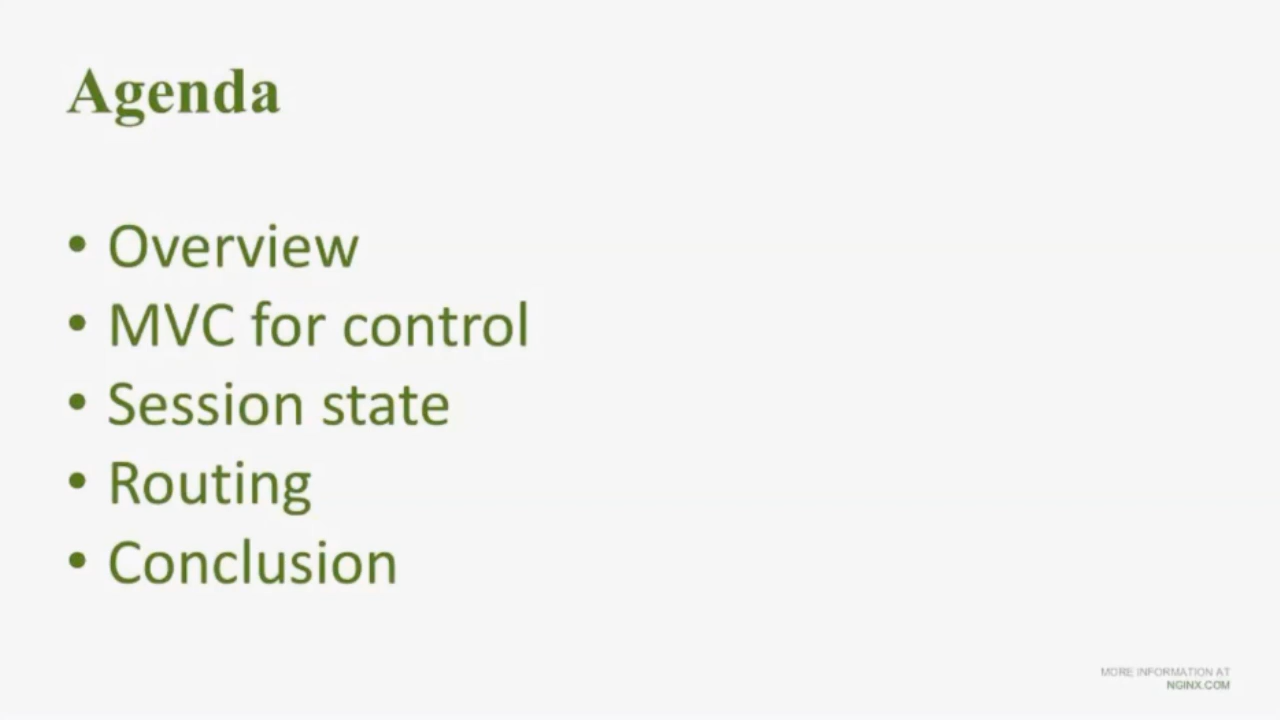 Agenda
• Overview
• MVC for control
• Session state
• Routing
• Conclusion
MORE INFORMATION AT
NGINX.COM